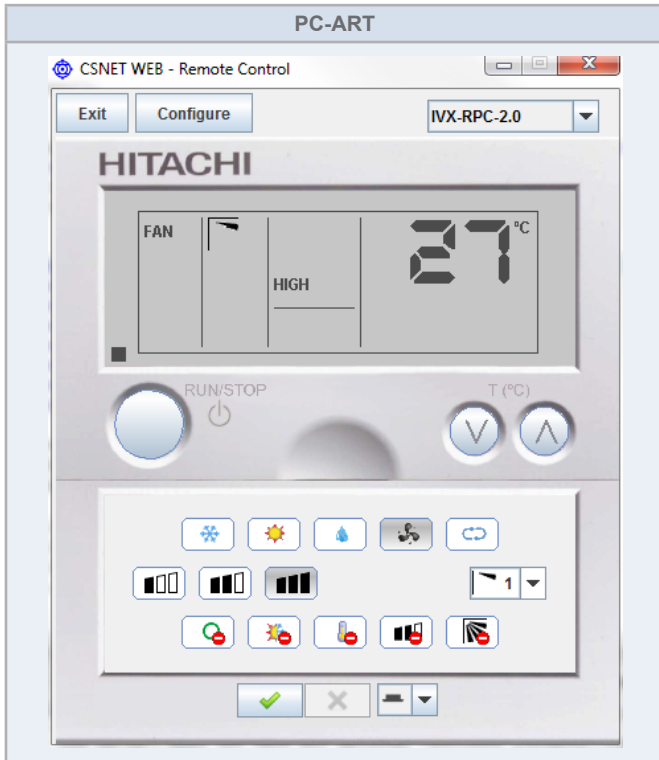 PC-ART
CSNET WEB - Remote Control
Exit Configure IVX-RPC-2.0
HITACHI
FAN 27 °C
HIGH
RUN/STOP T (ºC)
1